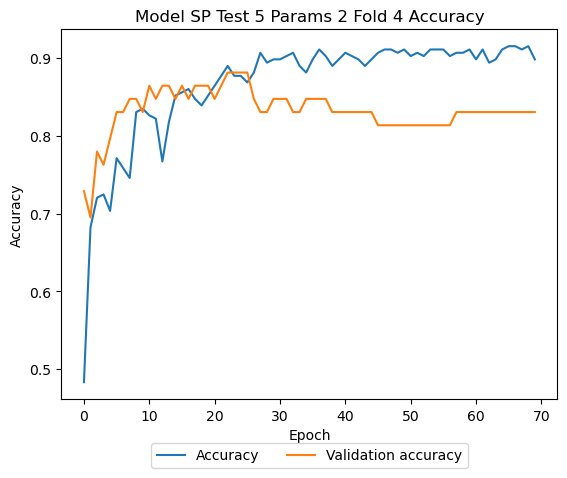 Model SP Test 5 Params 2 Fold 4 Accuracy
0.9
0.8
0.7
0.6
0.5
Accuracy
0 10 20 30 40 50 60 70
Epoch
Accuracy Validation accuracy